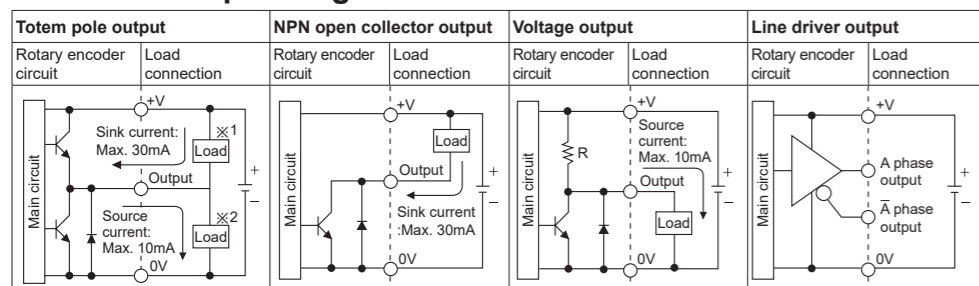 Totem pole output
NPN open collector output
Voltage output
Line driver output
Rotary encoder
circuit
Load
connection
Rotary encoder
circuit
Load
connection
Rotary encoder
circuit
Load
connection
Rotary encoder
circuit
Load
connection
Main circuit
+V
Sink current:
Max. 30mA
※1
Load
Output
+
−
Source
current:
Max. 10mA
※2
Load
0V
Main circuit
+V
Load
Output
+
−
Sink current
:Max. 30mA
0V
Main circuit
+V
R
Source
current:
Max. 10mA
Output
+
−
Load
0V
Main circuit
+V
A phase
output
+
−
A̅ phase
output
0V